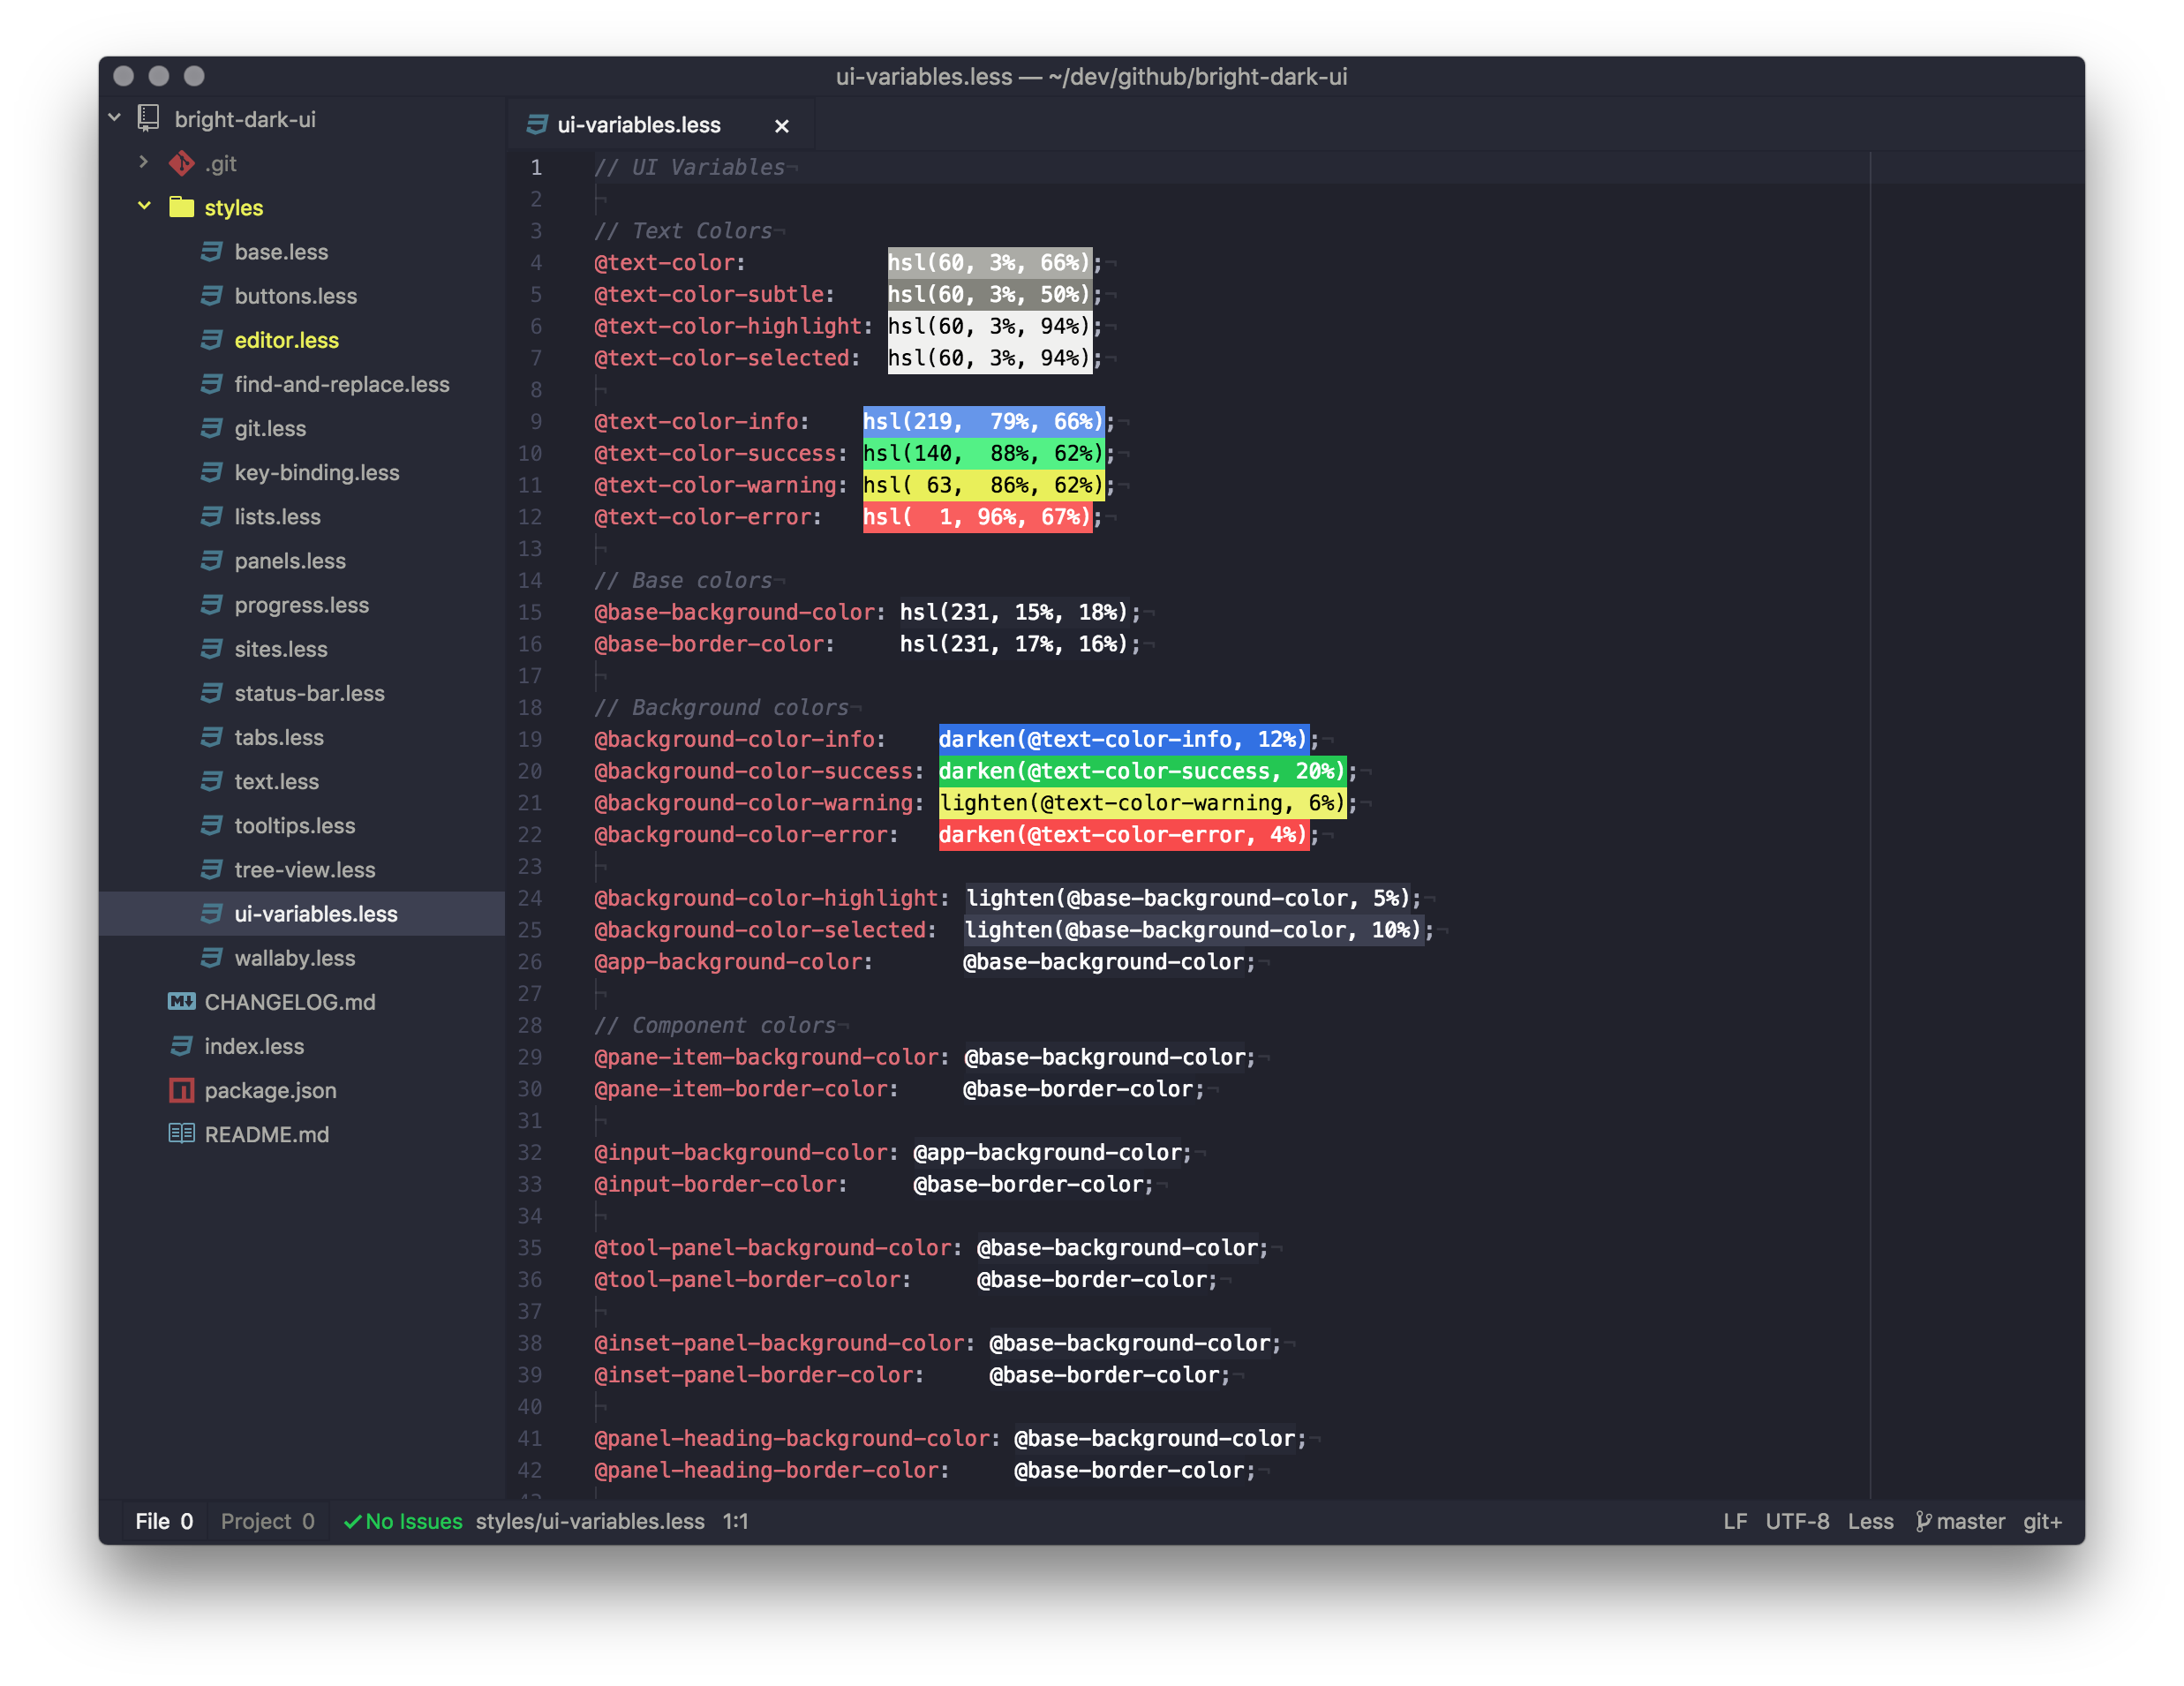 ui-variables.less — ~/dev/github/bright-dark-ui
bright-dark-ui
.git
styles
base.less
buttons.less
editor.less
find-and-replace.less
git.less
key-binding.less
lists.less
panels.less
progress.less
sites.less
status-bar.less
tabs.less
text.less
tooltips.less
tree-view.less
ui-variables.less
wallaby.less
CHANGELOG.md
index.less
package.json
README.md
ui-variables.less ×
1 // UI Variables¬
2 ¬
3 // Text Colors¬
4 @text-color: hsl(60, 3%, 66%);¬
5 @text-color-subtle: hsl(60, 3%, 50%);¬
6 @text-color-highlight: hsl(60, 3%, 94%);¬
7 @text-color-selected: hsl(60, 3%, 94%);¬
8 ¬
9 @text-color-info: hsl(219, 79%, 66%);¬
10 @text-color-success: hsl(140, 88%, 62%);¬
11 @text-color-warning: hsl( 63, 86%, 62%);¬
12 @text-color-error: hsl( 1, 96%, 67%);¬
13 ¬
14 // Base colors¬
15 @base-background-color: hsl(231, 15%, 18%);¬
16 @base-border-color: hsl(231, 17%, 16%);¬
17 ¬
18 // Background colors¬
19 @background-color-info: darken(@text-color-info, 12%);¬
20 @background-color-success: darken(@text-color-success, 20%);¬
21 @background-color-warning: lighten(@text-color-warning, 6%);¬
22 @background-color-error: darken(@text-color-error, 4%);¬
23 ¬
24 @background-color-highlight: lighten(@base-background-color, 5%);¬
25 @background-color-selected: lighten(@base-background-color, 10%);¬
26 @app-background-color: @base-background-color;¬
27 ¬
28 // Component colors¬
29 @pane-item-background-color: @base-background-color;¬
30 @pane-item-border-color: @base-border-color;¬
31 ¬
32 @input-background-color: @app-background-color;¬
33 @input-border-color: @base-border-color;¬
34 ¬
35 @tool-panel-background-color: @base-background-color;¬
36 @tool-panel-border-color: @base-border-color;¬
37 ¬
38 @inset-panel-background-color: @base-background-color;¬
39 @inset-panel-border-color: @base-border-color;¬
40 ¬
41 @panel-heading-background-color: @base-background-color;¬
42 @panel-heading-border-color: @base-border-color;¬
File 0 Project 0 No Issues styles/ui-variables.less 1:1 LF UTF-8 Less master git+